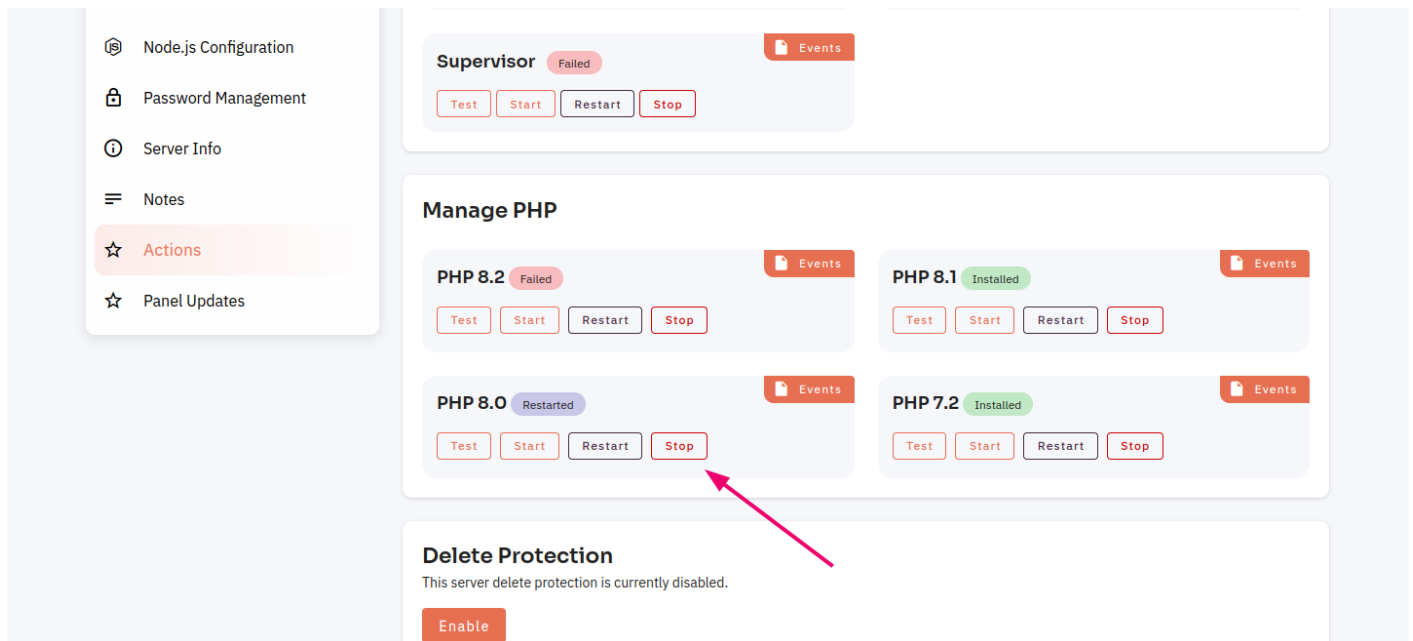 Node.js Configuration
Password Management
Server Info
Notes
Actions
Panel Updates
Supervisor Failed Events
Test Start Restart Stop
Manage PHP
PHP 8.2 Failed Events
Test Start Restart Stop
PHP 8.1 Installed Events
Test Start Restart Stop
PHP 8.0 Restarted Events
Test Start Restart Stop
PHP 7.2 Installed Events
Test Start Restart Stop
Delete Protection
This server delete protection is currently disabled.
Enable